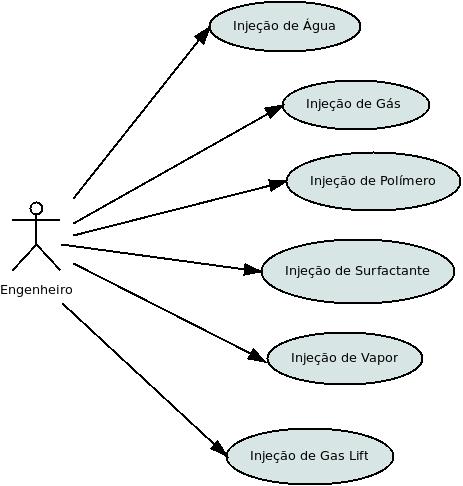 Injeção de Água
Injeção de Gás
Injeção de Polímero
Injeção de Surfactante
Engenheiro
Injeção de Vapor
Injeção de Gas Lift